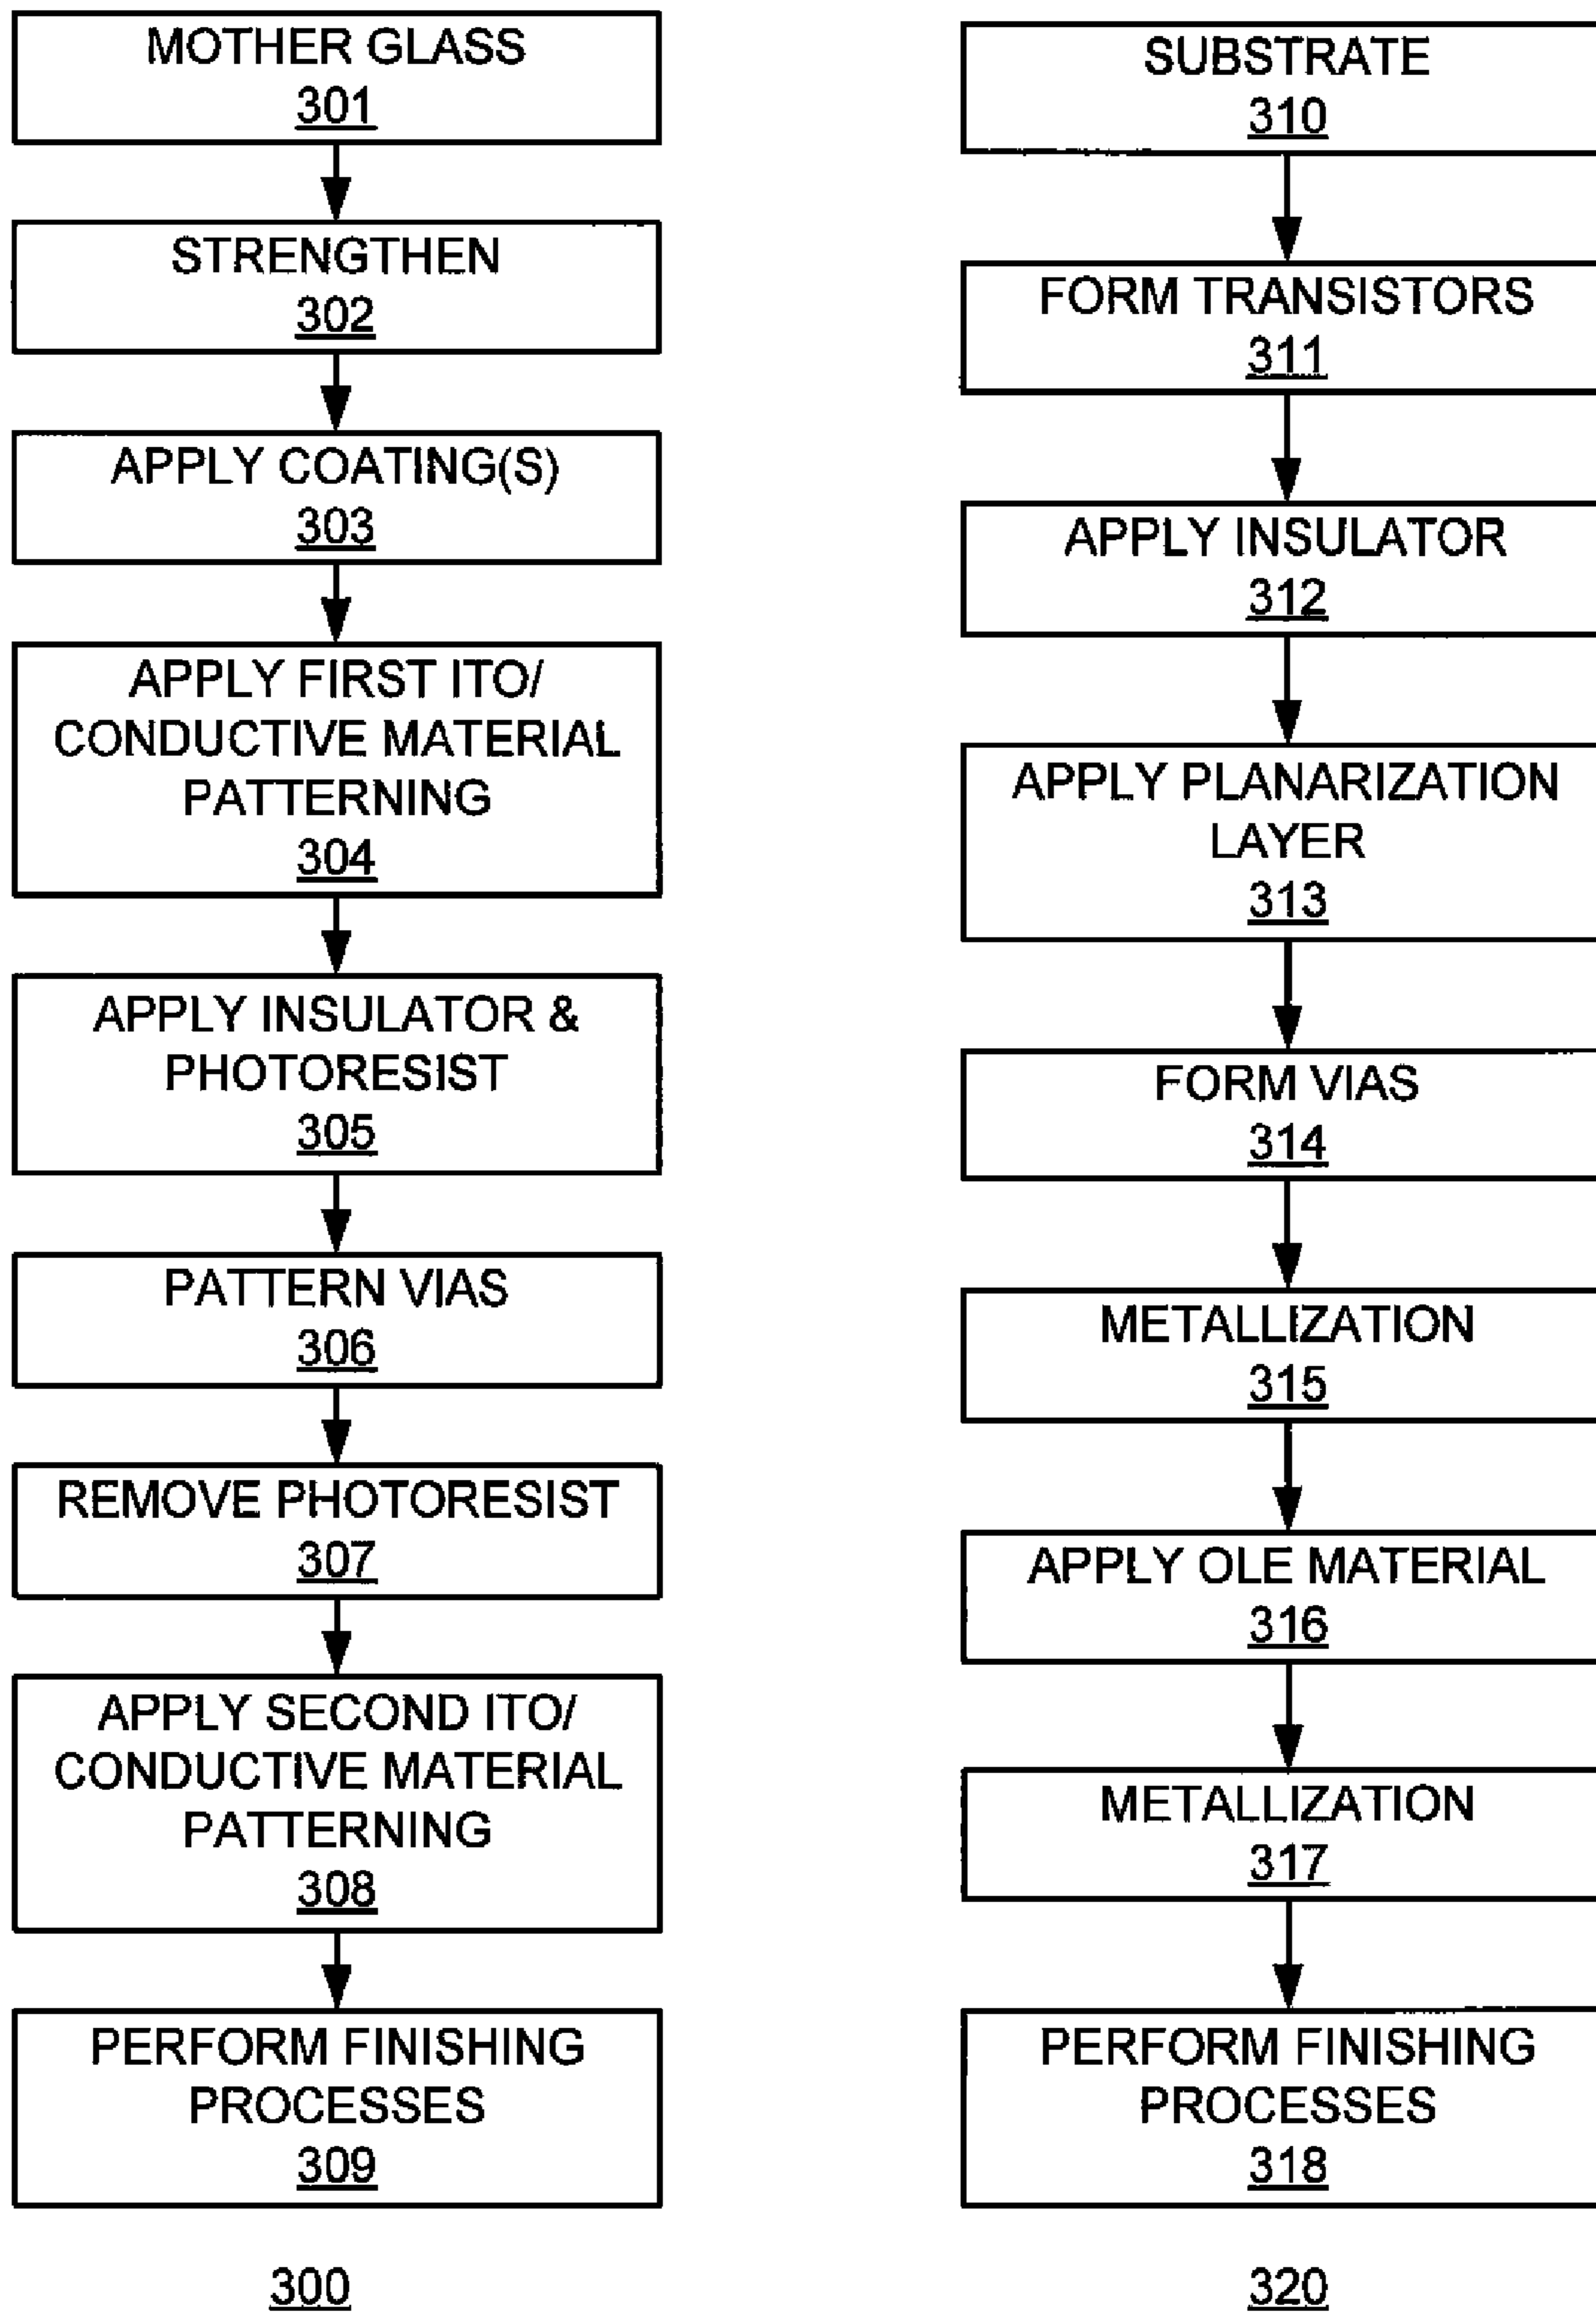 MOTHER GLASS
301
STRENGTHEN
302
APPLY COATING(S)
303
APPLY FIRST ITO/
CONDUCTIVE MATERIAL
PATTERNING
304
APPLY INSULATOR &
PHOTORESIST
305
PATTERN VIAS
306
REMOVE PHOTORESIST
307
APPLY SECOND ITO/
CONDUCTIVE MATERIAL
PATTERNING
308
PERFORM FINISHING
PROCESSES
309
300
SUBSTRATE
310
FORM TRANSISTORS
311
APPLY INSULATOR
312
APPLY PLANARIZATION
LAYER
313
FORM VIAS
314
METALLIZATION
315
APPLY OLE MATERIAL
316
METALLIZATION
317
PERFORM FINISHING
PROCESSES
318
320